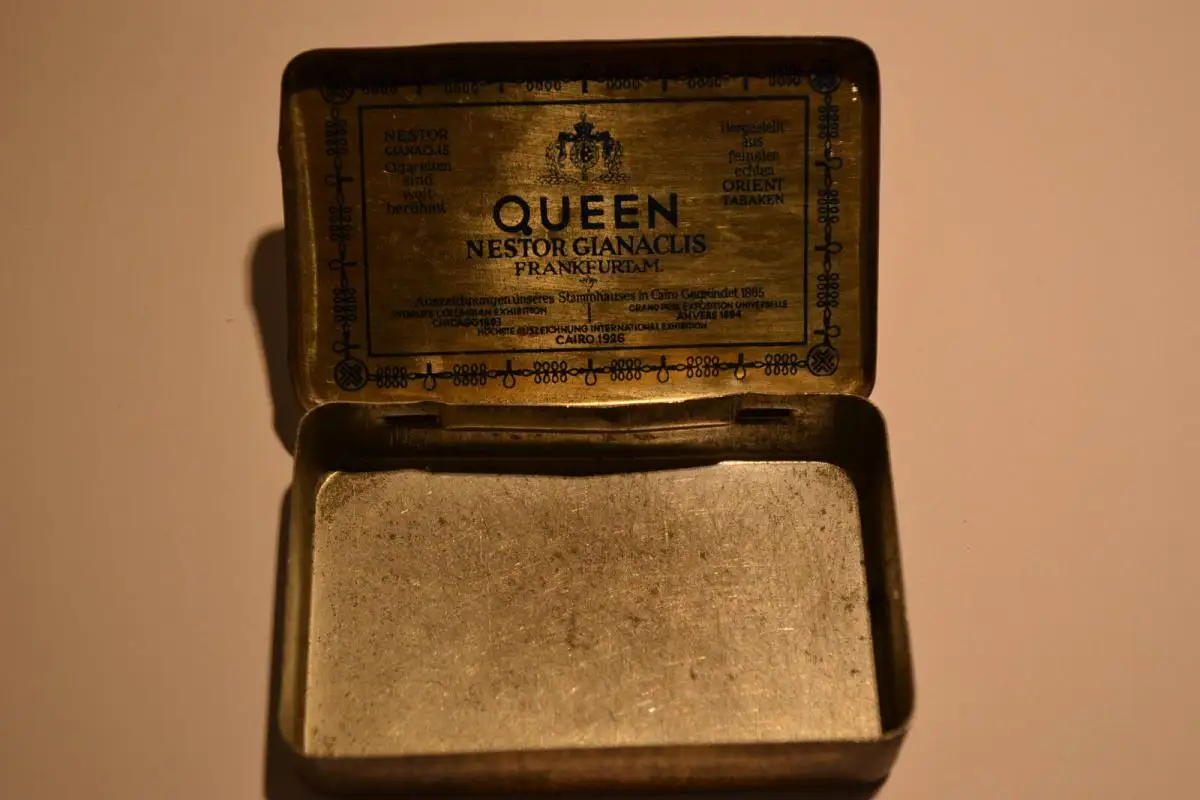 NESTOR
GIANACLIS
Cigaretten
sind
welt-
berühmt
Hergestellt
aus
feinsten
echten
ORIENT
TABAKEN
QUEEN
NESTOR GIANACLIS
FRANKFURT a.M.
Auszeichnungen unseres Stammhauses in Cairo Gegründet 1865
WORLD'S COLUMBIAN EXHIBITION
CHICAGO 1893
GRAND PRIX EXPOSITION UNIVERSELLE
ANVERS 1894
HÖCHSTE AUSZEICHNUNG INTERNATIONAL EXHIBITION
CAIRO 1926